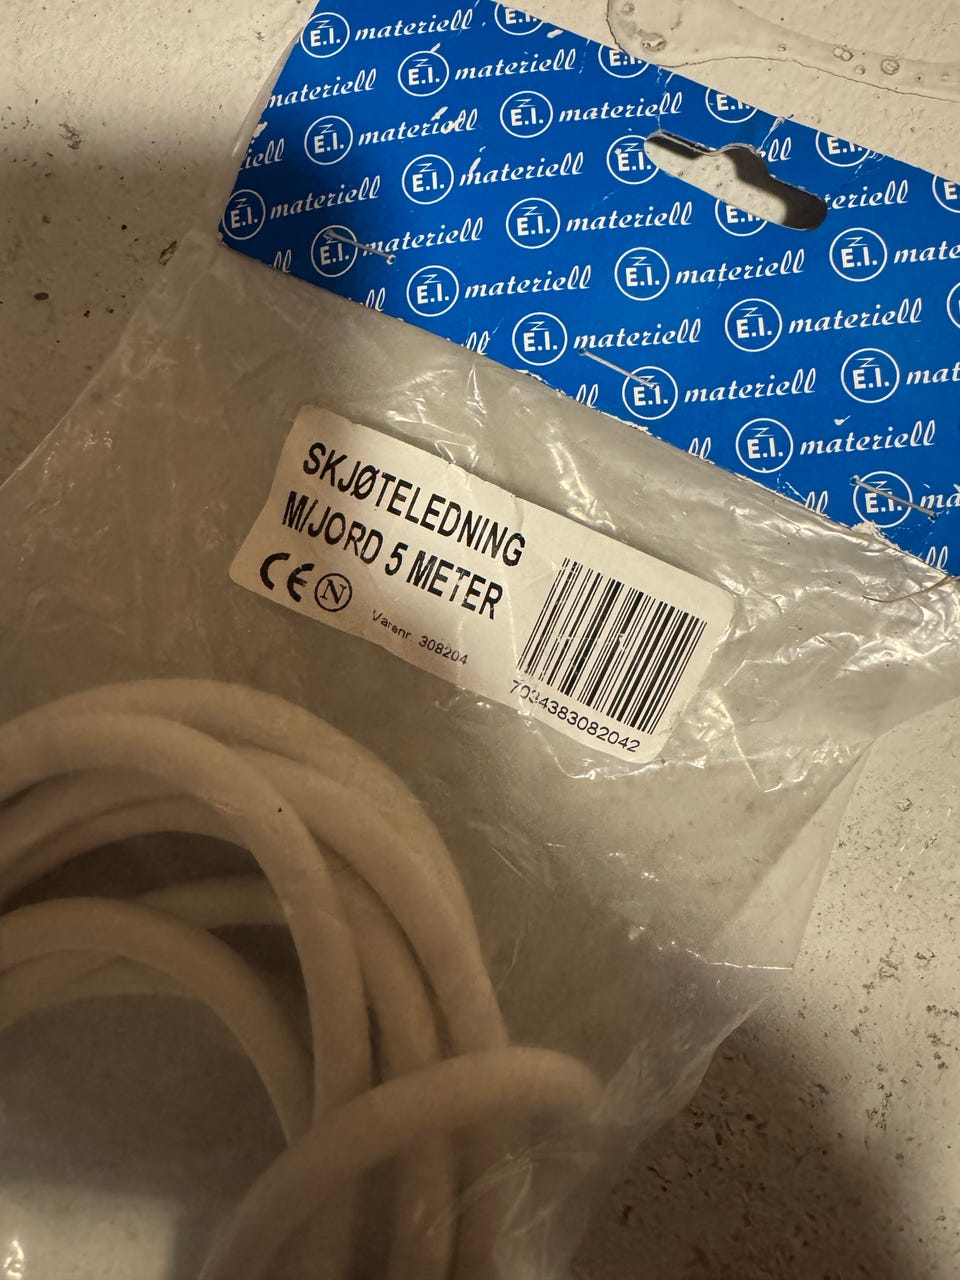 E.I. materiell
SKJØTELEDNING
M/JORD 5 METER
CE N
Varenr. 308204
7034383082042